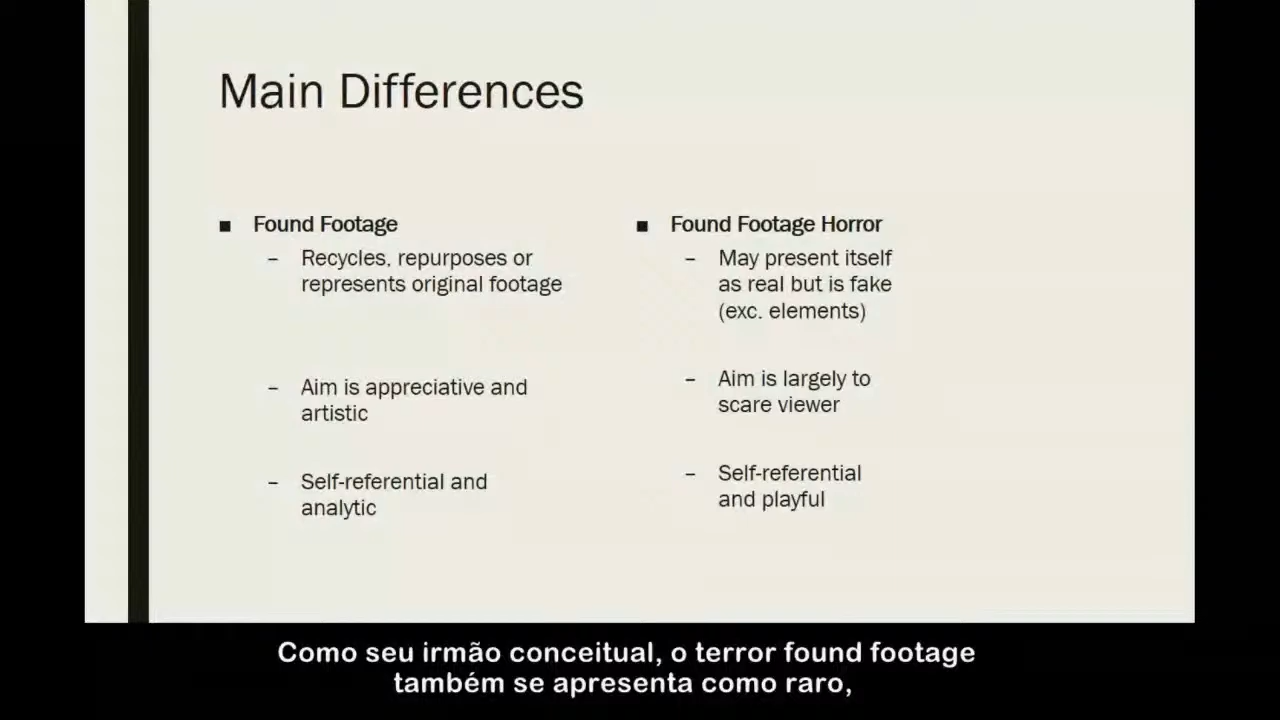 Main Differences
■ Found Footage
– Recycles, repurposes or
represents original footage
– Aim is appreciative and
artistic
– Self-referential and
analytic
■ Found Footage Horror
– May present itself
as real but is fake
(exc. elements)
– Aim is largely to
scare viewer
– Self-referential
and playful
Como seu irmão conceitual, o terror found footage
também se apresenta como raro,